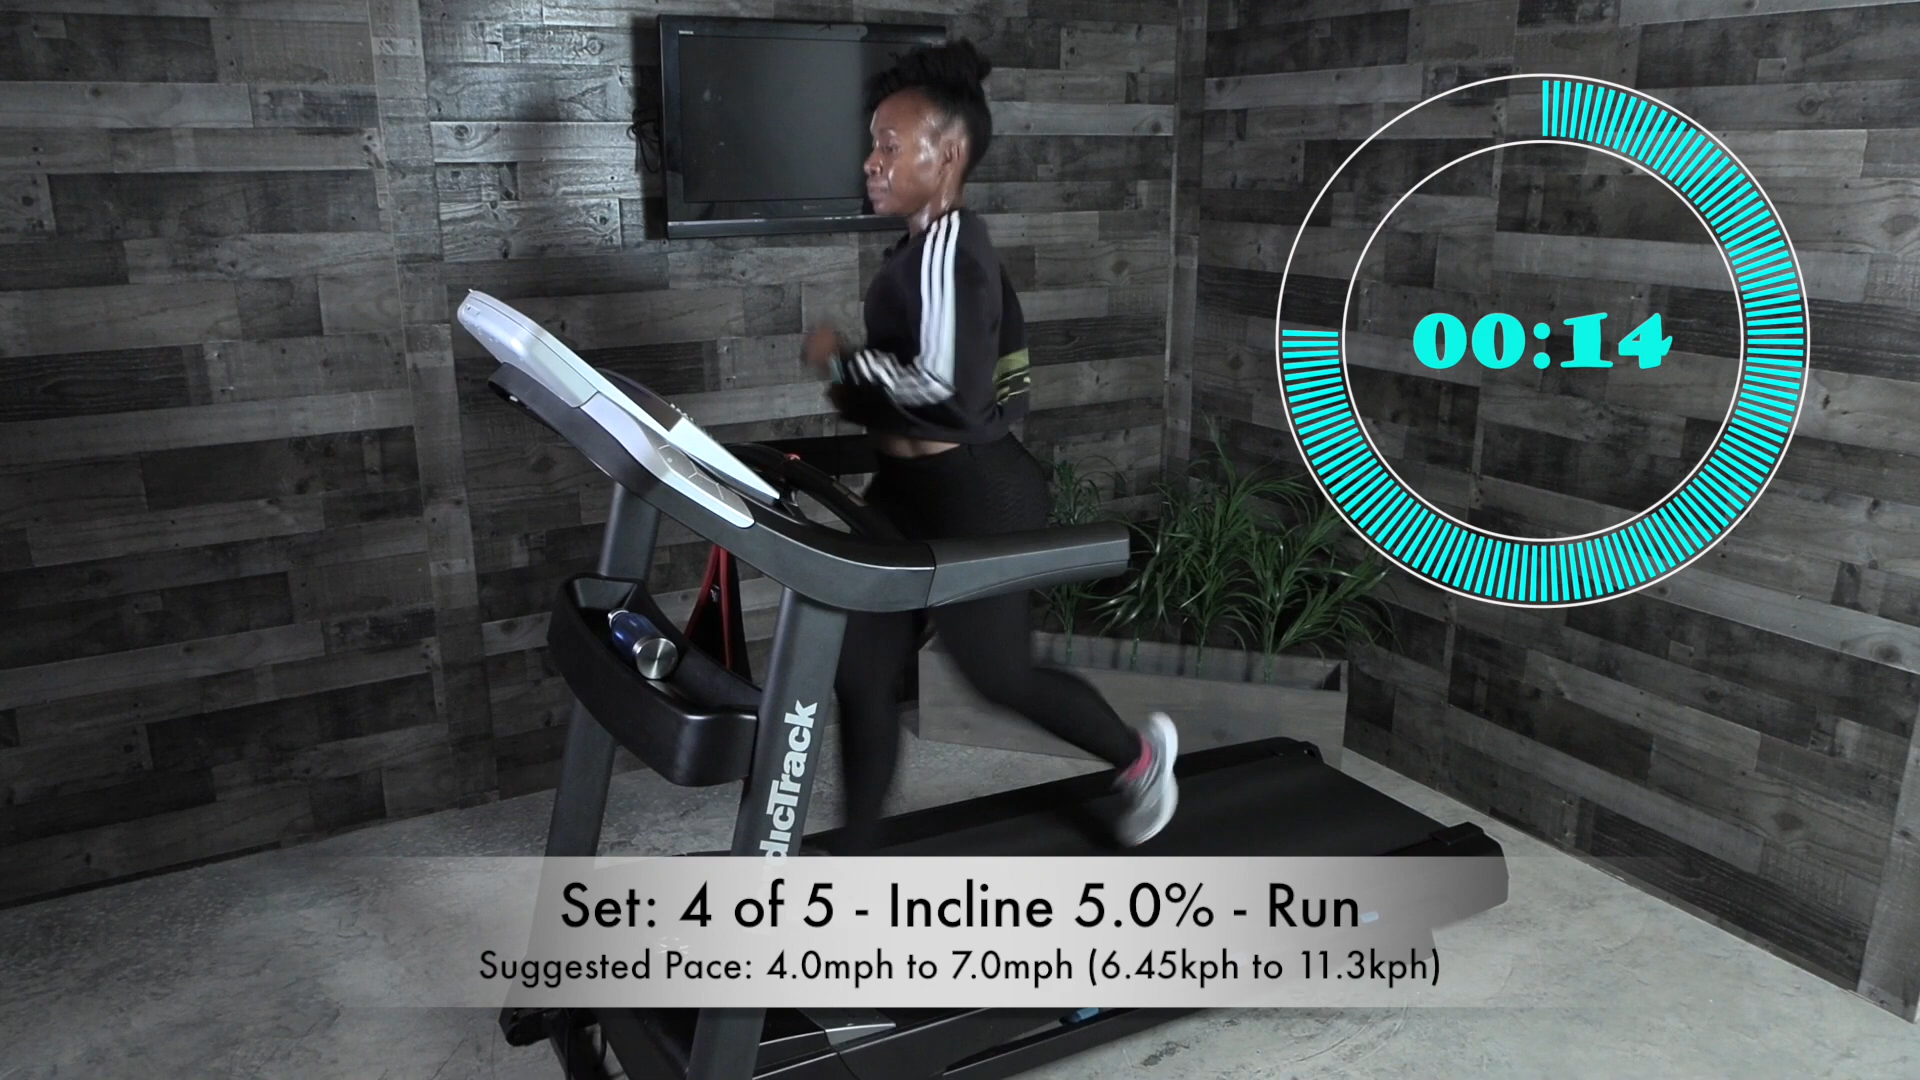 00:14
dicTrack
Set: 4 of 5 - Incline 5.0% - Run
Suggested Pace: 4.0mph to 7.0mph (6.45kph to 11.3kph)